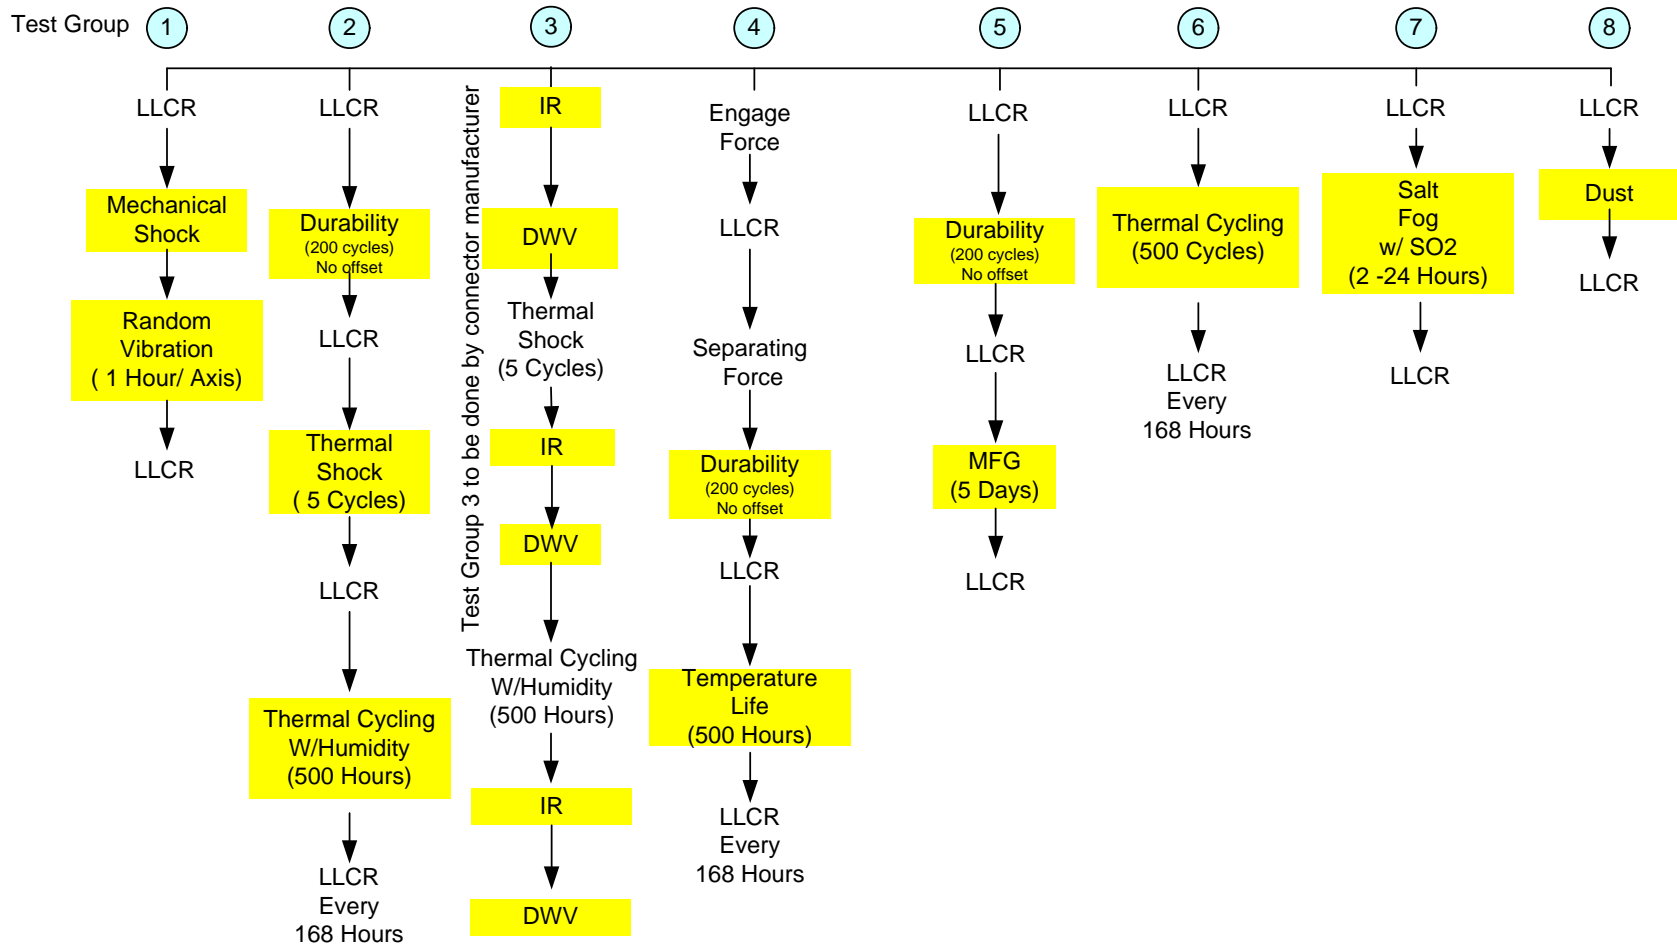 Test Group
1
2
3
4
5
6
7
8
LLCR
Mechanical
Shock
Random
Vibration
( 1 Hour/ Axis)
LLCR
LLCR
Durability
(200 cycles)
No offset
LLCR
Thermal
Shock
( 5 Cycles)
LLCR
Thermal Cycling
W/Humidity
(500 Hours)
LLCR
Every
168 Hours
Test Group 3 to be done by connector manufacturer
IR
DWV
Thermal
Shock
(5 Cycles)
IR
DWV
Thermal Cycling
W/Humidity
(500 Hours)
IR
DWV
Engage
Force
LLCR
Separating
Force
Durability
(200 cycles)
No offset
LLCR
Temperature
Life
(500 Hours)
LLCR
Every
168 Hours
LLCR
Durability
(200 cycles)
No offset
LLCR
MFG
(5 Days)
LLCR
LLCR
Thermal Cycling
(500 Cycles)
LLCR
Every
168 Hours
LLCR
Salt
Fog
w/ SO2
(2 -24 Hours)
LLCR
LLCR
Dust
LLCR